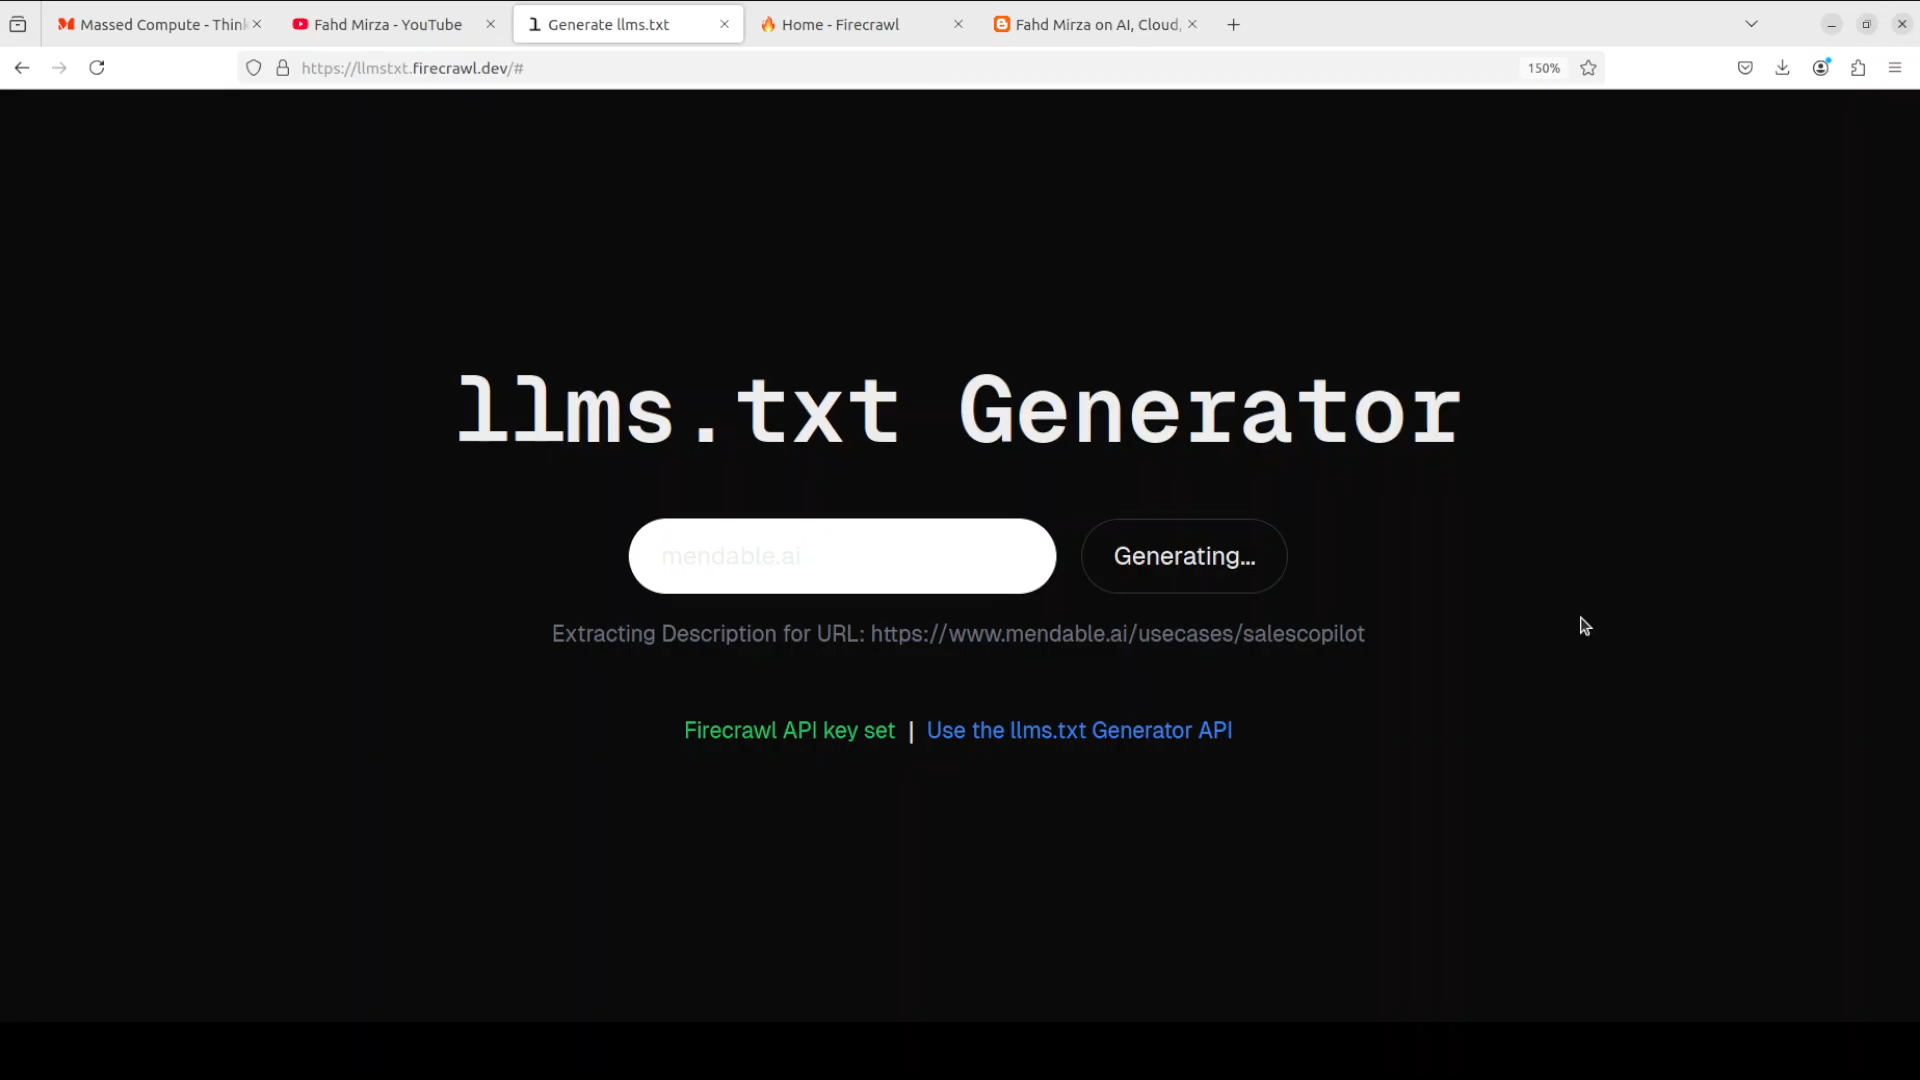 Massed Compute - Think
Fahd Mirza - YouTube
Generate llms.txt
Home - Firecrawl
Fahd Mirza on AI, Cloud,
https://llmstxt.firecrawl.dev/#
150%
llms.txt Generator
mendable.ai
Generating...
Extracting Description for URL: https://www.mendable.ai/usecases/salescopilot
Firecrawl API key set | Use the llms.txt Generator API